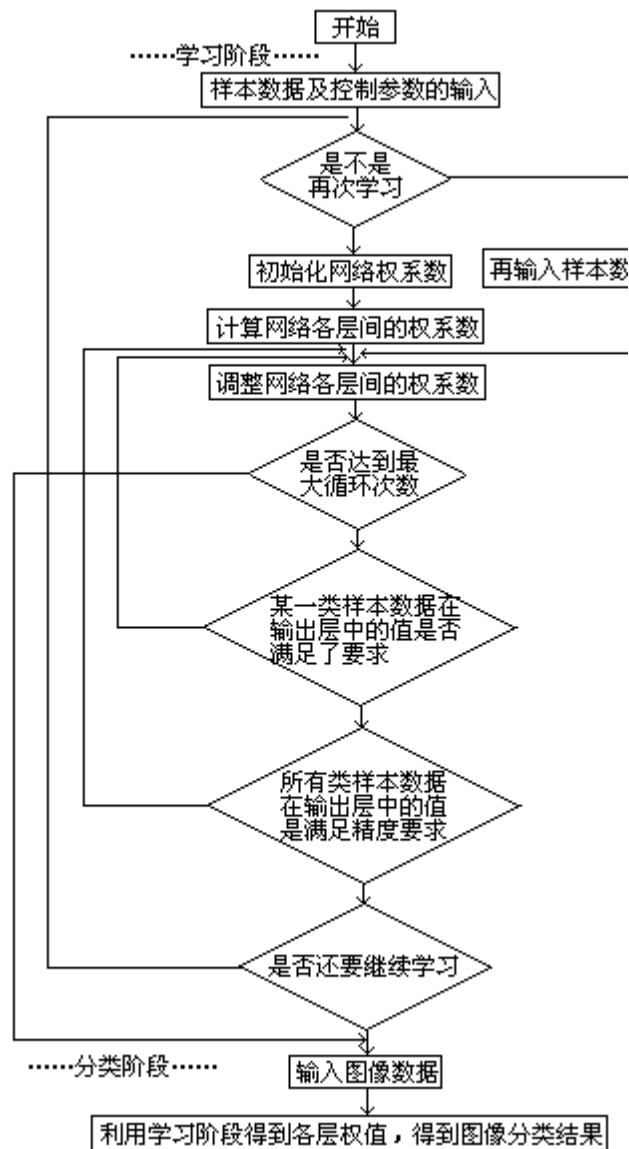 开始
……学习阶段……
样本数据及控制参数的输入
是不是
再次学习
初始化网络权系数
再输入样本数
计算网络各层间的权系数
调整网络各层间的权系数
是否达到最
大循环次数
某一类样本数据在
输出层中的值是否
满足了要求
所有类样本数据
在输出层中的值
是满足精度要求
是否还要继续学习
……分类阶段……
输入图像数据
利用学习阶段得到各层权值，得到图像分类结果